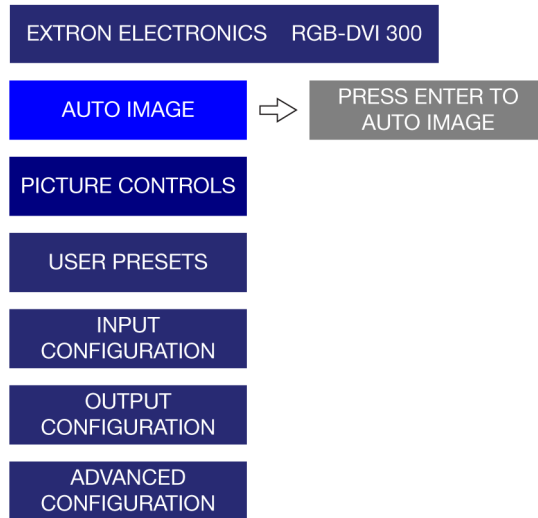 EXTRON ELECTRONICS RGB-DVI 300
AUTO IMAGE
PRESS ENTER TO
AUTO IMAGE
PICTURE CONTROLS
USER PRESETS
INPUT
CONFIGURATION
OUTPUT
CONFIGURATION
ADVANCED
CONFIGURATION